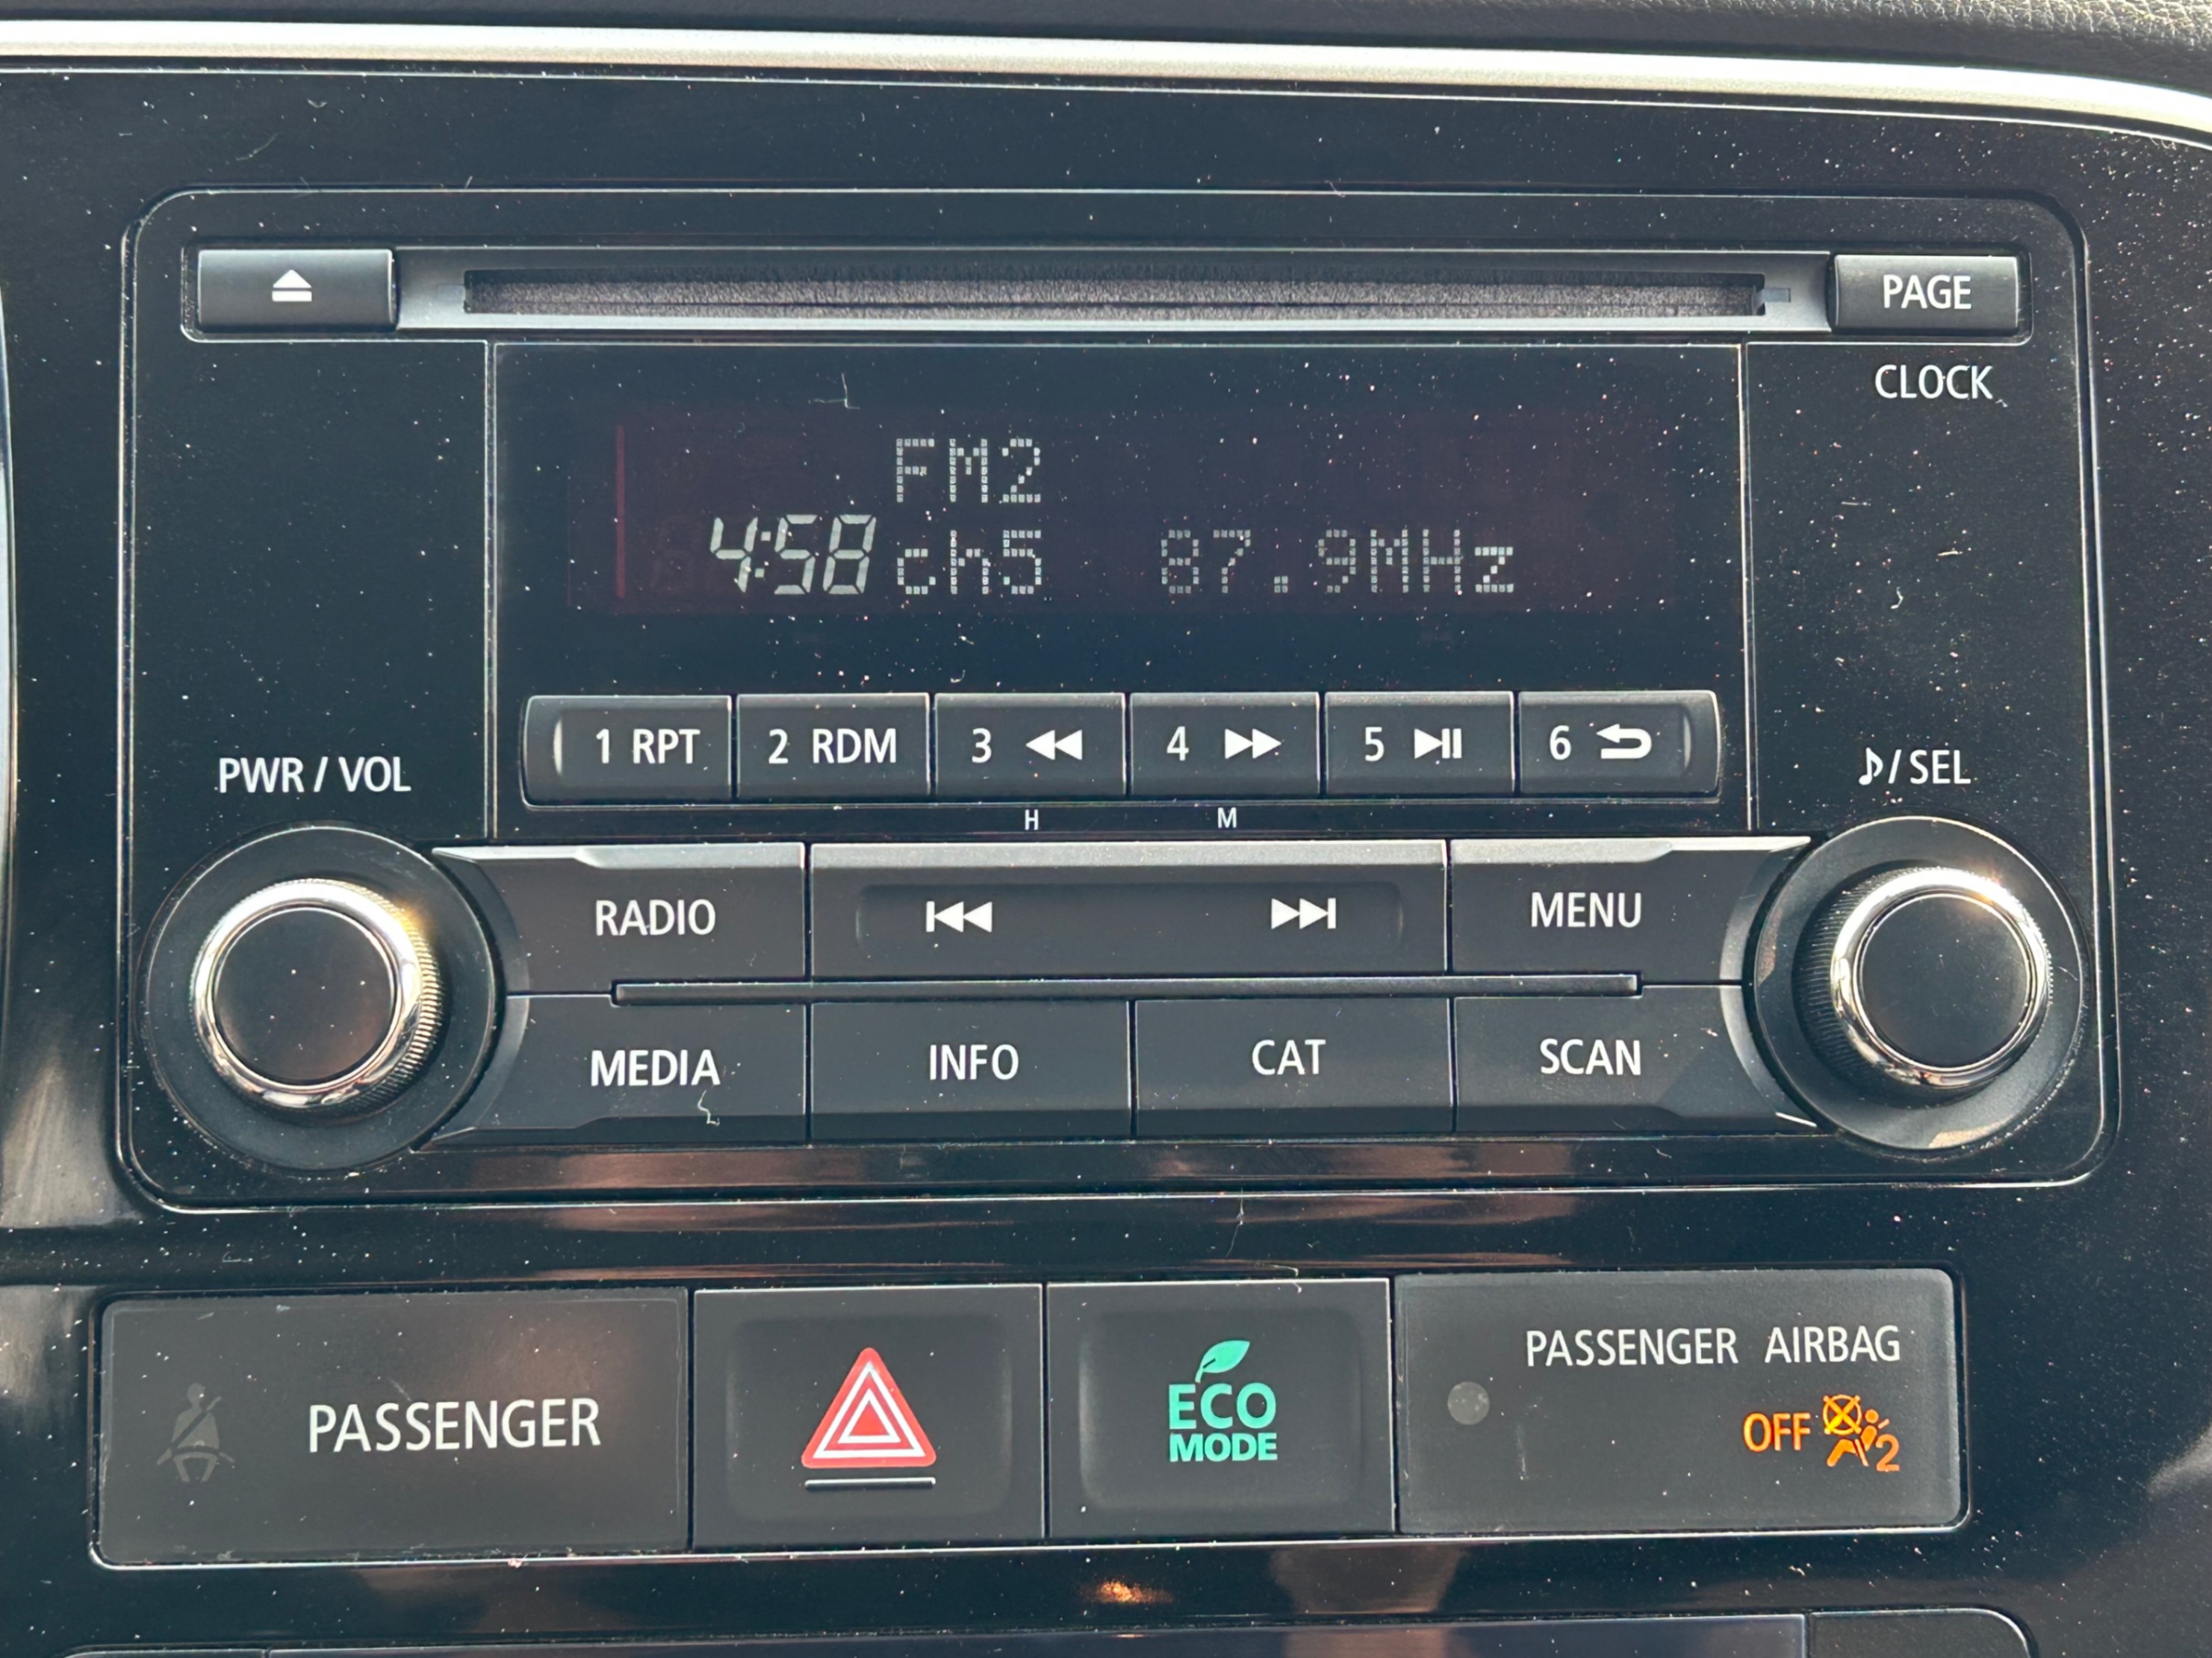 PAGE
CLOCK
FM2
4:58 ch5 87.9MHz
1 RPT 2 RDM 3 4 5 6
H M
PWR / VOL
/ SEL
RADIO MENU
MEDIA INFO CAT SCAN
PASSENGER
ECO
MODE
PASSENGER AIRBAG
OFF 2